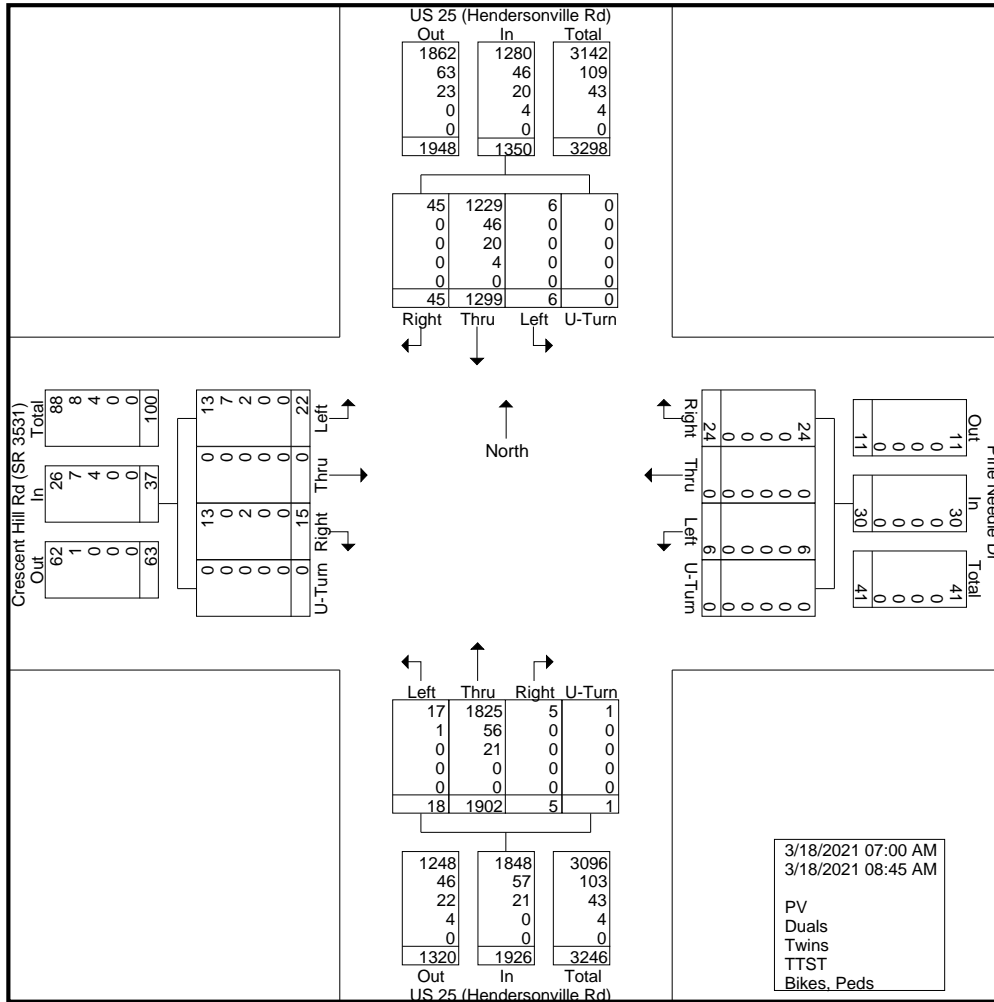 US 25 (Hendersonville Rd)
Out In Total
1862 1280 3142
63 46 109
23 20 43
0 4 4
0 0 0
1948 1350 3298
45 1229 6 0
0 46 0 0
0 20 0 0
0 4 0 0
0 0 0 0
45 1299 6 0
Right Thru Left U-Turn
Crescent Hill Rd (SR 3531)
Total
88 8 4 0 0 100
In
26 7 4 0 0 37
Out
62 1 0 0 0 63
Left
13 7 2 0 0 22
Thru
0 0 0 0 0 0
Right
13 0 2 0 0 15
U-Turn
0 0 0 0 0 0
North
Right
24 0 0 0 0 24
Thru
0 0 0 0 0 0
Left
6 0 0 0 0 6
U-Turn
0 0 0 0 0 0
Pine Needle Dr
Out
11 0 0 0 0 11
In
30 0 0 0 0 30
Total
41 0 0 0 0 41
Left Thru Right U-Turn
17 1825 5 1
1 56 0 0
0 21 0 0
0 0 0 0
0 0 0 0
18 1902 5 1
1248 1848 3096
46 57 103
22 21 43
4 0 4
0 0 0
1320 1926 3246
Out In Total
US 25 (Hendersonville Rd)
3/18/2021 07:00 AM
3/18/2021 08:45 AM
PV
Duals
Twins
TTST
Bikes, Peds